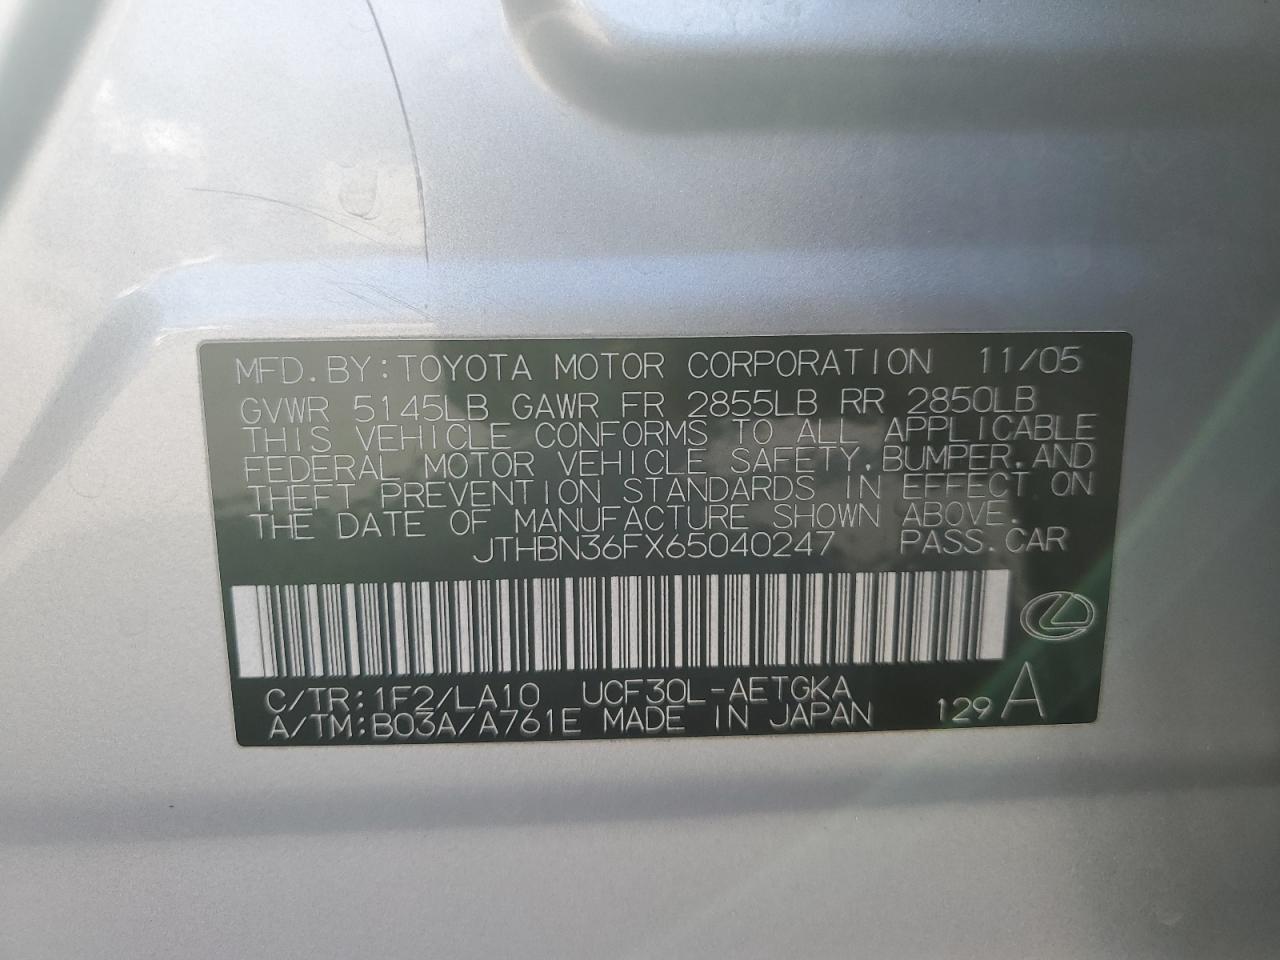 MFD. BY: TOYOTA MOTOR CORPORATION 11/05
GVWR 5145LB GAWR FR 2855LB RR 2850LB
THIS VEHICLE CONFORMS TO ALL APPLICABLE
FEDERAL MOTOR VEHICLE SAFETY, BUMPER, AND
THEFT PREVENTION STANDARDS IN EFFECT ON
THE DATE OF MANUFACTURE SHOWN ABOVE.
JTHBN36FX65040247 PASS. CAR
C/TR: 1F2/LA10 UCF30L-AETGKA
A/TM: B03A/A761E MADE IN JAPAN 129 A